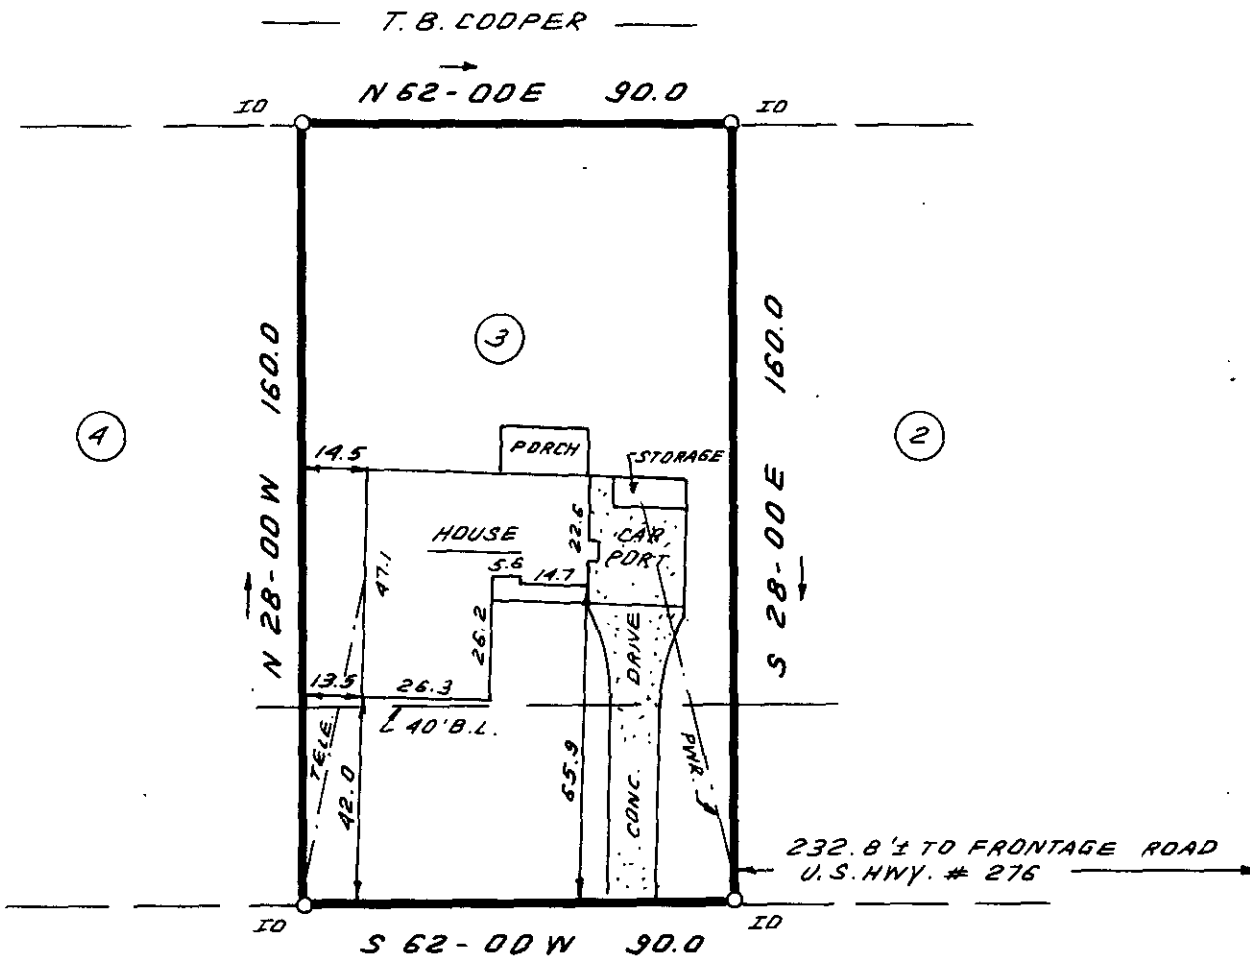 T. B. COOPER
N 62-00 E 90.0
IO
IO
N 28-00 W 160.0
S 28-00 E 160.0
3
4
2
14.5
PORCH
STORAGE
HOUSE
22.6
CAR
PORT
5.6
14.7
47.1
26.2
DRIVE
13.5
26.3
40' B.L.
TELE.
42.0
65.9
CONC.
PWR.
232.8'± TO FRONTAGE ROAD
U.S. HWY. # 276
IO
IO
S 62-00 W 90.0